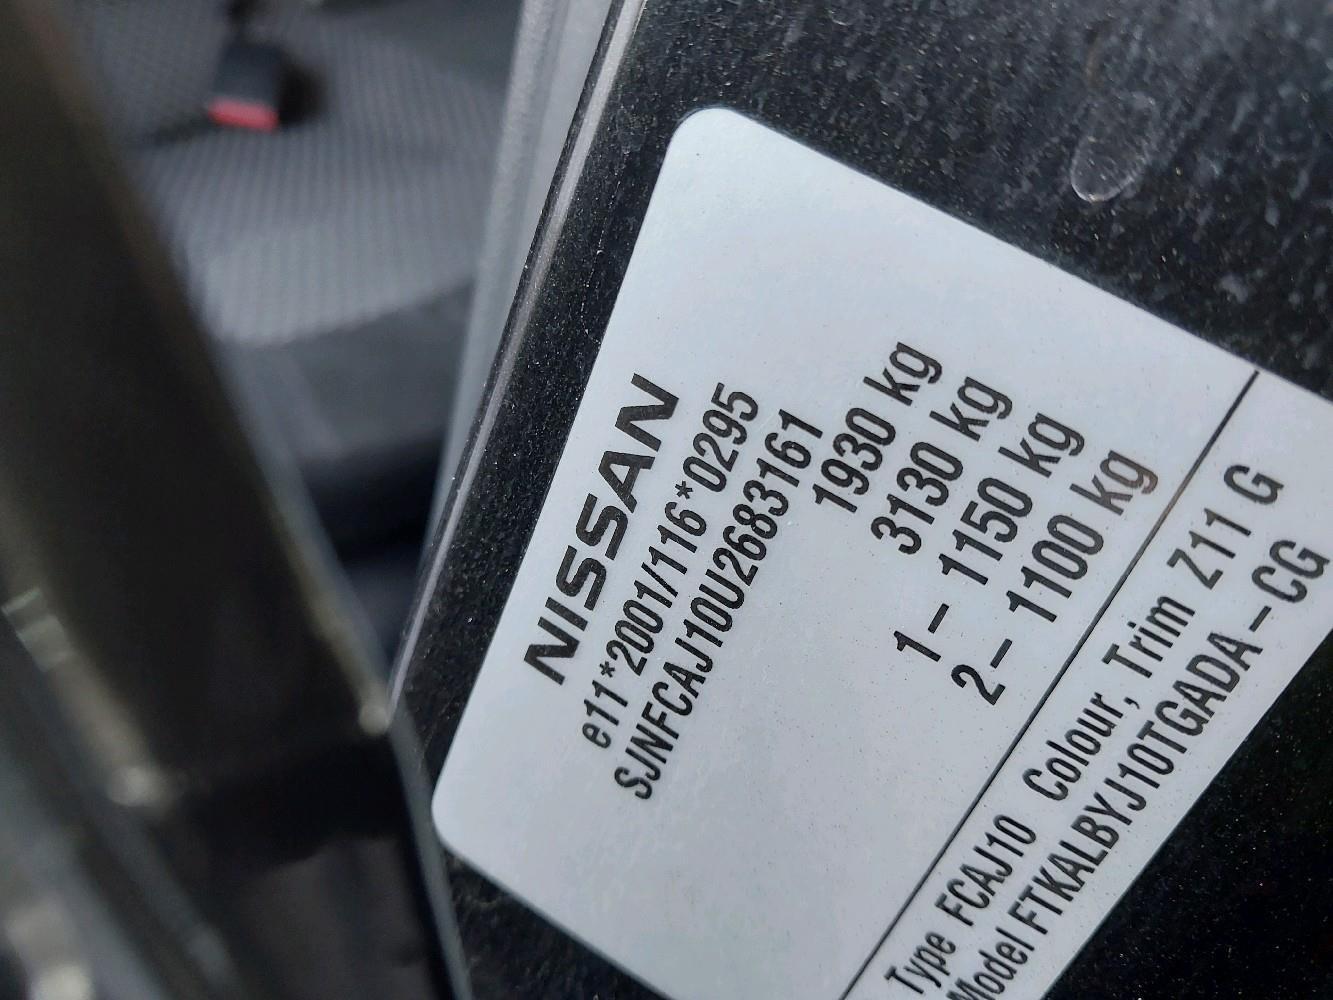 NISSAN
e11*2001/116*0295
SJNFCAJ10U2683161
1930 kg
3130 kg
1- 1150 kg
2- 1100 kg
Type FCAJ10 Colour, Trim Z11 G
Model FTKALBYJ10TGADA-CG